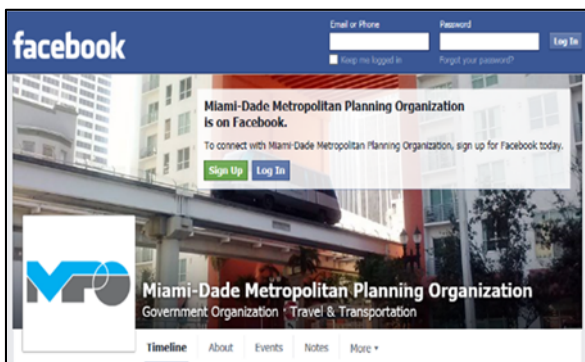 Email or Phone Password
facebook
Log In
Keep me logged in Forgot your password?
Miami-Dade Metropolitan Planning Organization
is on Facebook.
To connect with Miami-Dade Metropolitan Planning Organization, sign up for Facebook today.
Sign Up Log In
MPO
Miami-Dade Metropolitan Planning Organization
Government Organization · Travel & Transportation
Timeline About Events Notes More